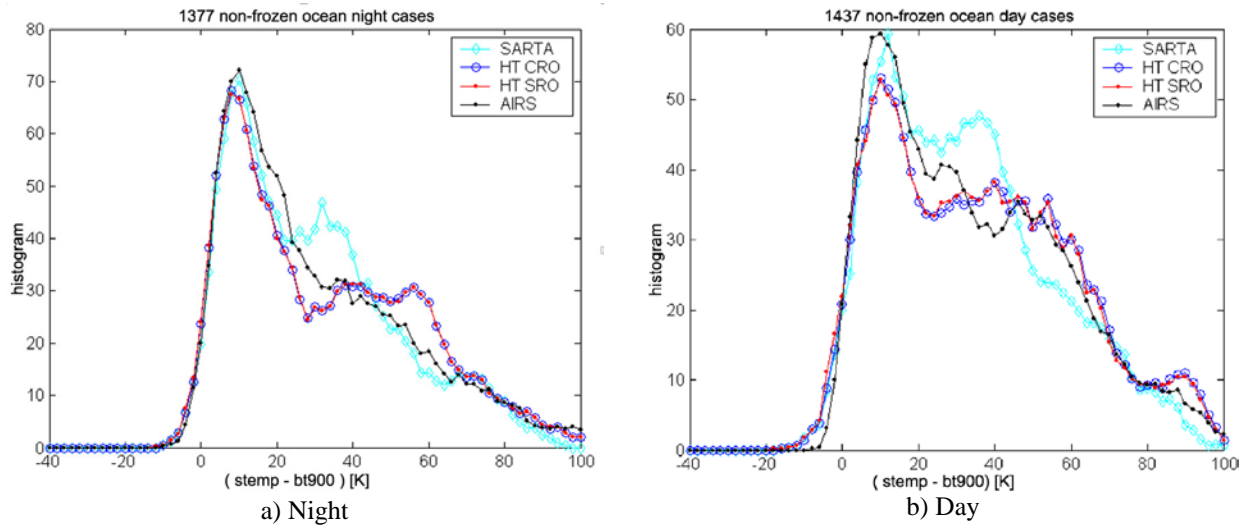 1377 non-frozen ocean night cases
80
70
60
50
40
30
20
10
0
histogram
SARTA
HT CRO
HT SRO
AIRS
-40 -20 0 20 40 60 80 100
( stemp - bt900 ) [K]
a) Night
1437 non-frozen ocean day cases
60
50
40
30
20
10
0
histogram
SARTA
HT CRO
HT SRO
AIRS
-40 -20 0 20 40 60 80 100
( stemp - bt900) [K]
b) Day